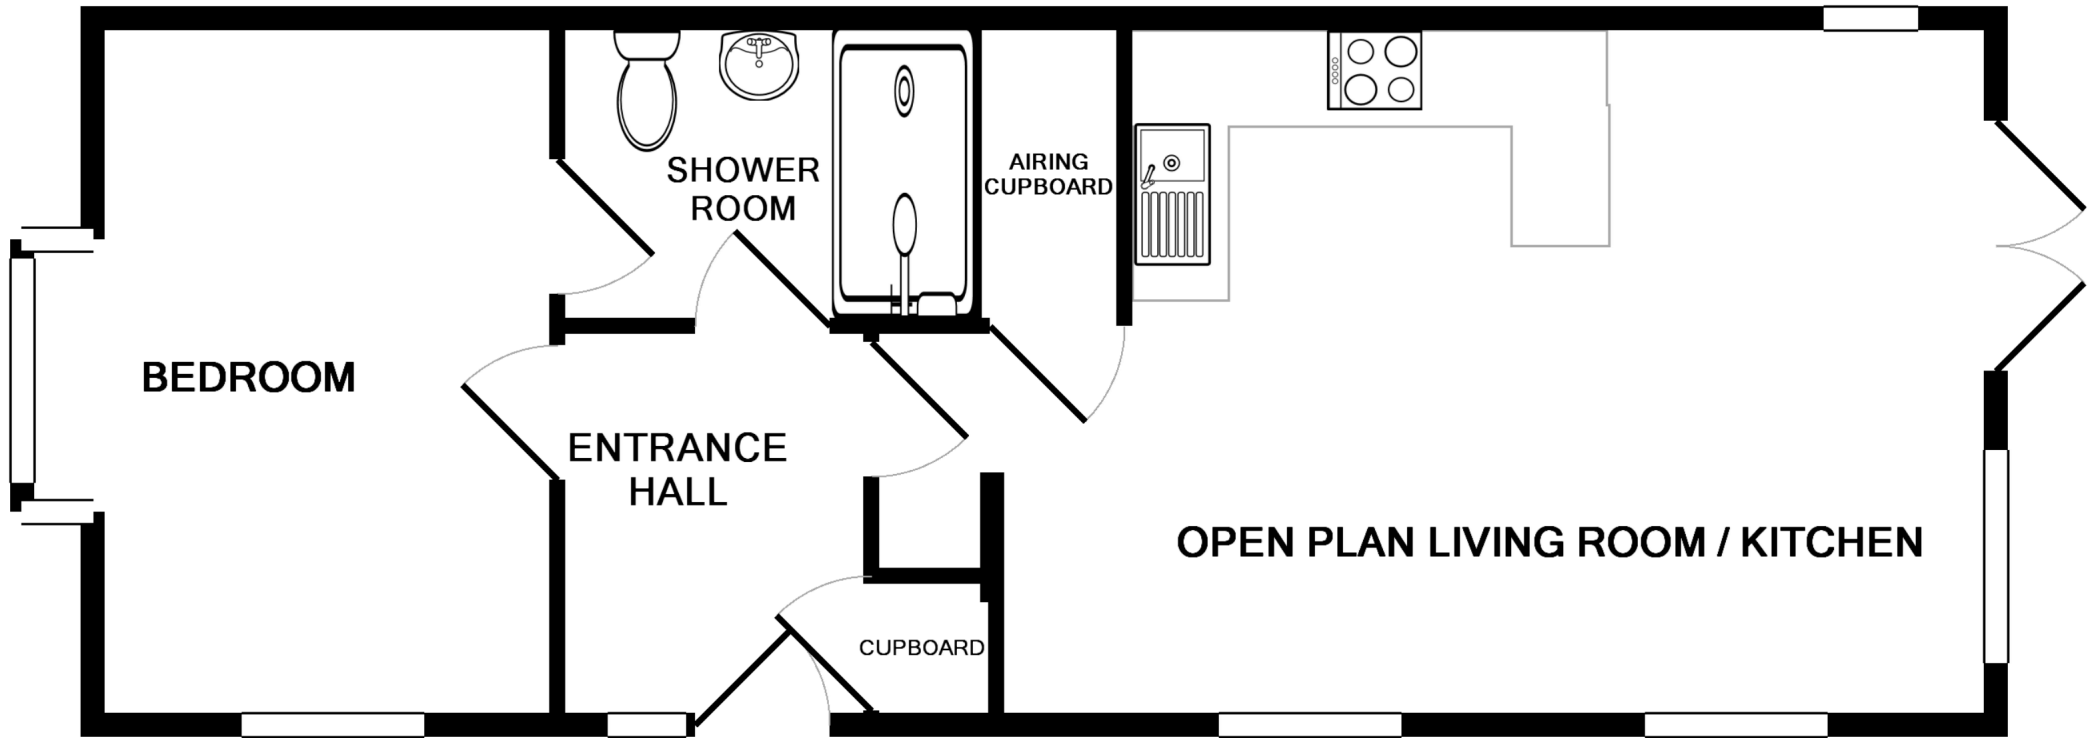 SHOWER
ROOM
AIRING
CUPBOARD
BEDROOM
ENTRANCE
HALL
OPEN PLAN LIVING ROOM / KITCHEN
CUPBOARD